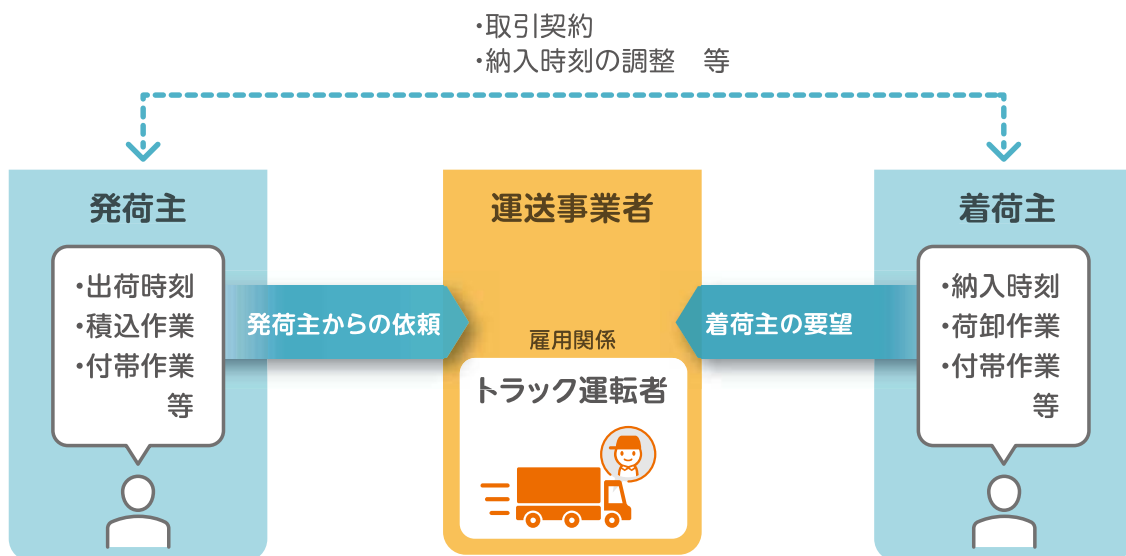 ・取引契約
・納入時刻の調整　等
発荷主
・出荷時刻
・積込作業
・付帯作業
等
発荷主からの依頼
運送事業者
雇用関係
トラック運転者
着荷主の要望
着荷主
・納入時刻
・荷卸作業
・付帯作業
等